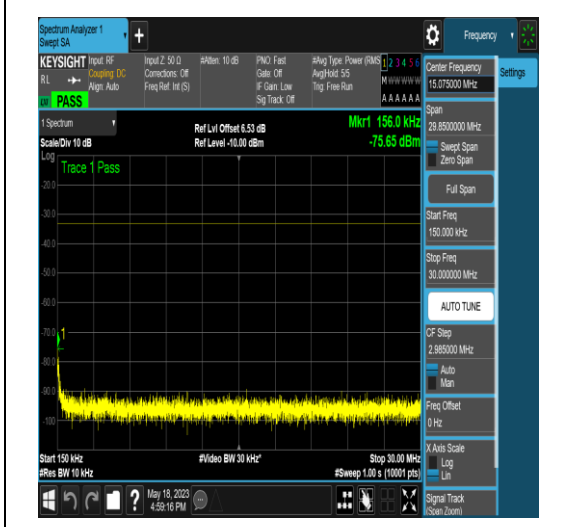 Spectrum Analyzer 1
Swept SA
Frequency
KEYSIGHT
RL
Input: RF
Coupling: DC
Align: Auto
Input Z: 50 Ω
Corrections: Off
Freq Ref: Int (S)
#Atten: 10 dB
PNO: Fast
Gate: Off
IF Gain: Low
Sig Track: Off
#Avg Type: Power (RMS
Avg|Hold: 5/5
Trig: Free Run
1 2 3 4 5 6
M W W W W W
A A A A A A
PASS
1 Spectrum
Scale/Div 10 dB
Log
Ref Lvl Offset 6.53 dB
Ref Level -10.00 dBm
Mkr1 156.0 kHz
-75.65 dBm
Trace 1 Pass
-20.0
-30.0
-40.0
-50.0
-60.0
-70.0
-80.0
-90.0
-100
1
Start 150 kHz
#Res BW 10 kHz
#Video BW 30 kHz*
Stop 30.00 MHz
#Sweep 1.00 s (10001 pts)
May 18, 2023
4:59:16 PM
Center Frequency
15.075000 MHz
Settings
Span
29.8500000 MHz
Swept Span
Zero Span
Full Span
Start Freq
150.000 kHz
Stop Freq
30.000000 MHz
AUTO TUNE
CF Step
2.985000 MHz
Auto
Man
Freq Offset
0 Hz
X Axis Scale
Log
Lin
Signal Track
(Span Zoom)